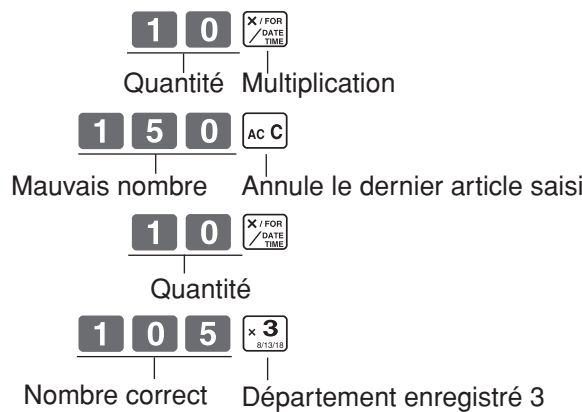 1 0 X / FOR / DATE TIME
Quantité Multiplication
1 5 0 AC C
Mauvais nombre Annule le dernier article saisi
1 0 X / FOR / DATE TIME
Quantité
1 0 5 × 3 8/13/18
Nombre correct Département enregistré 3